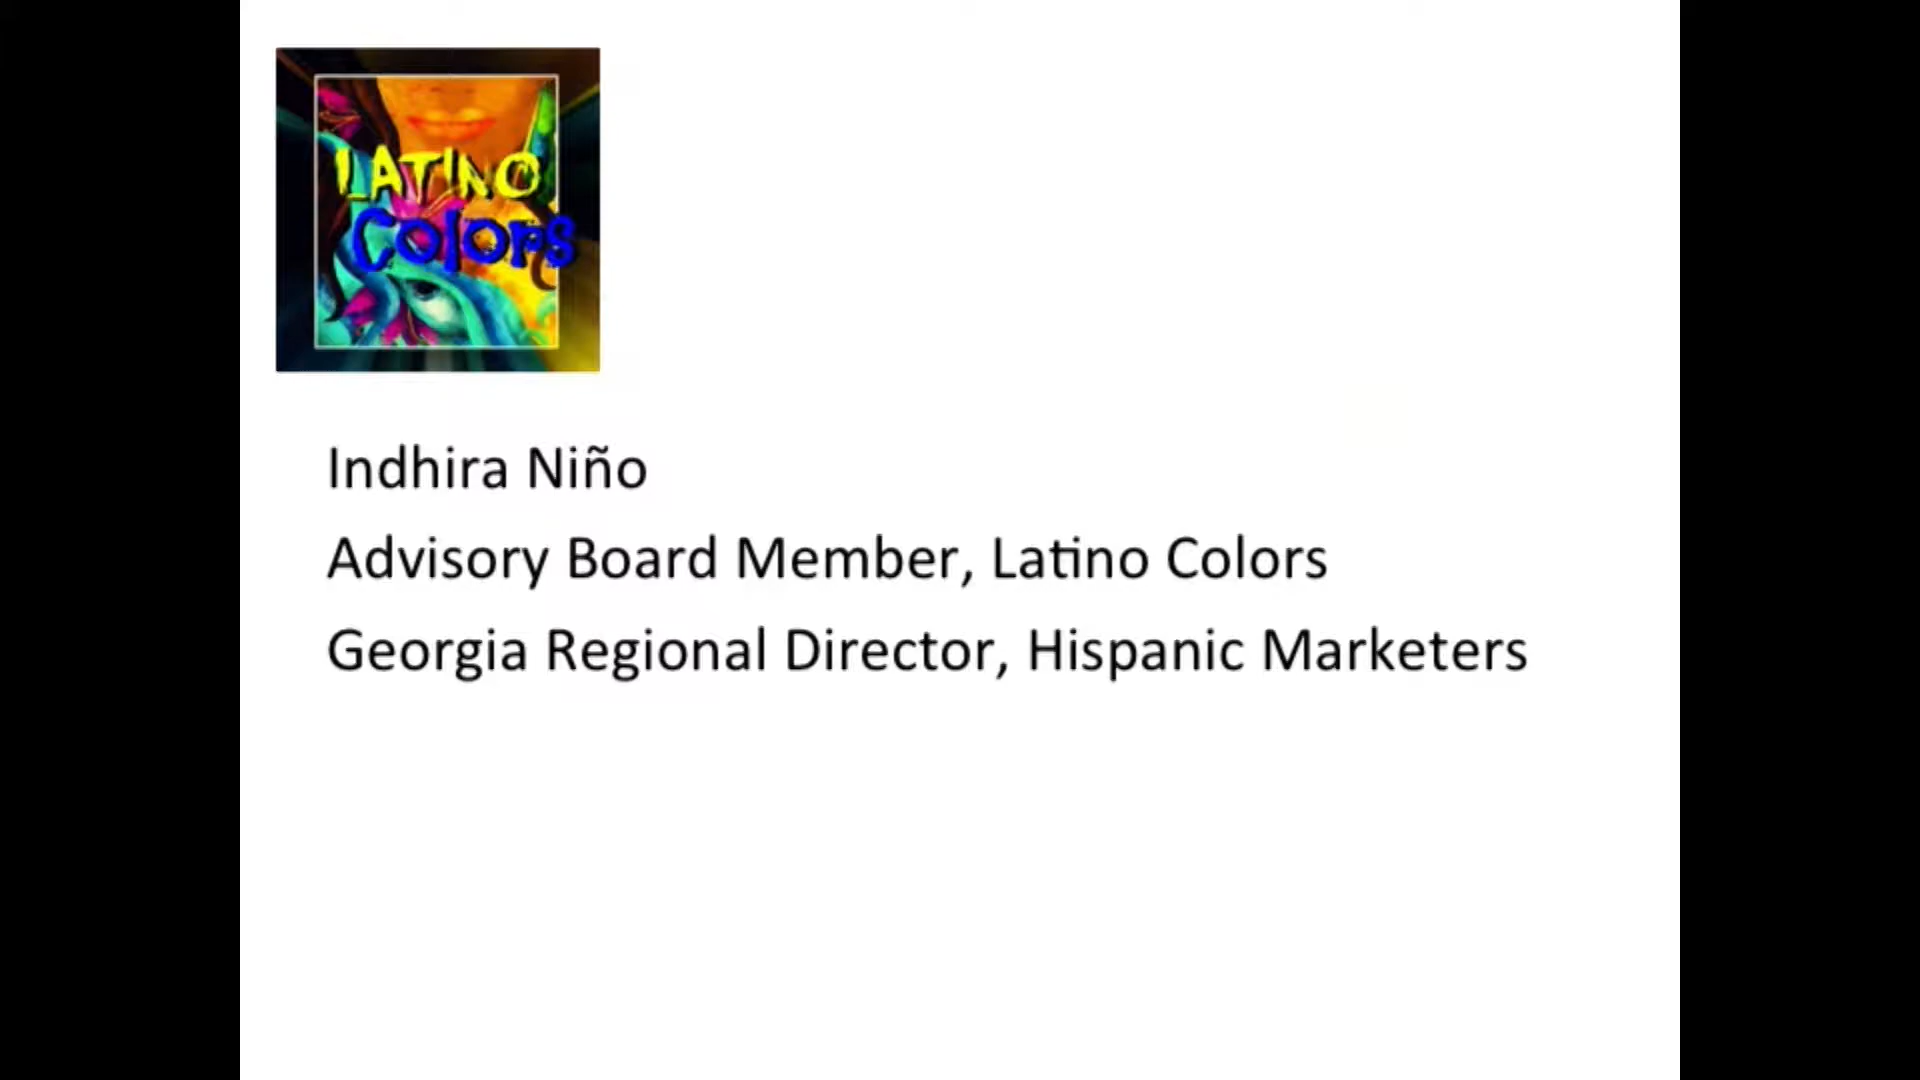 LATINO
Colors
Indhira Niño
Advisory Board Member, Latino Colors
Georgia Regional Director, Hispanic Marketers